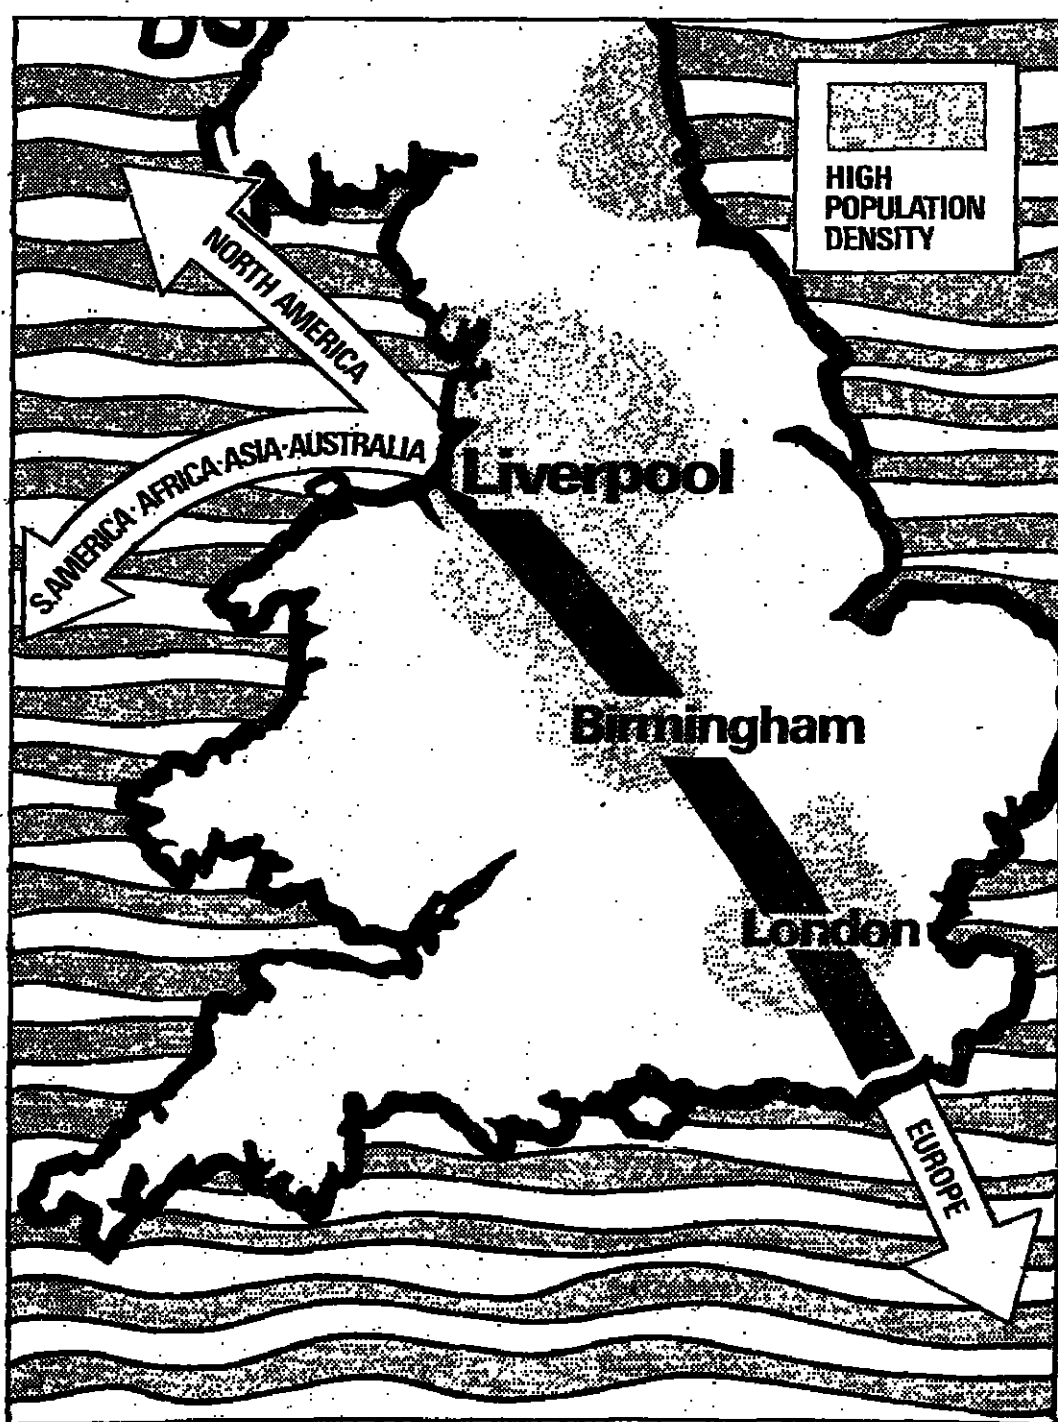 HIGH
POPULATION
DENSITY
NORTH AMERICA
S.AMERICA·AFRICA·ASIA·AUSTRALIA
Liverpool
Birmingham
London
EUROPE